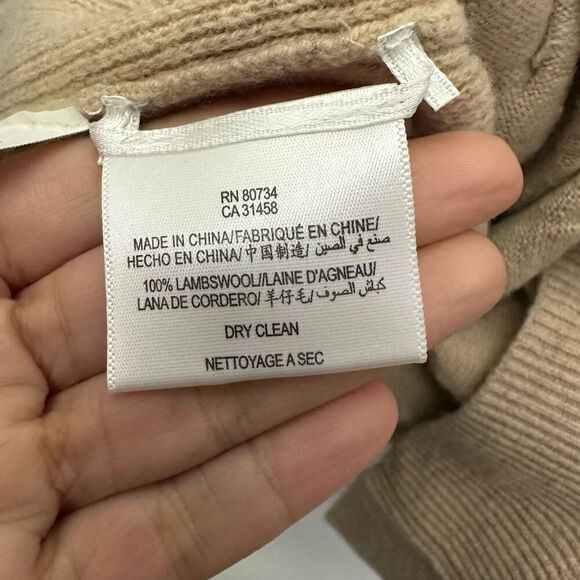 RN 80734
CA 31458
MADE IN CHINA/FABRIQUÉ EN CHINE/
HECHO EN CHINA/中国制造/ صنع في الصين
100% LAMBSWOOL/LAINE D'AGNEAU/
LANA DE CORDERO/羊仔毛/ كباش الصوف
DRY CLEAN
NETTOYAGE A SEC